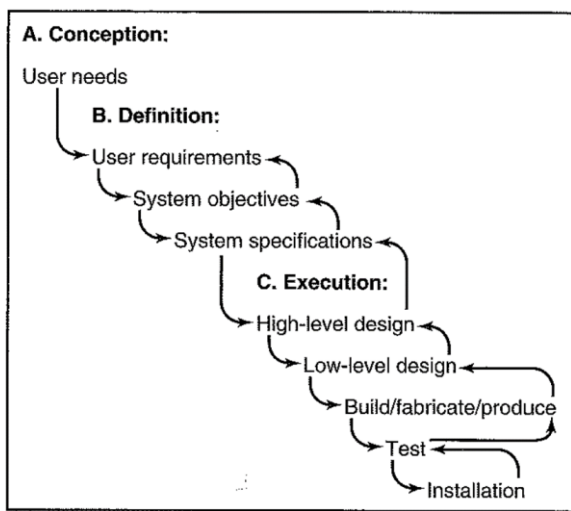 A. Conception:
User needs
B. Definition:
User requirements
System objectives
System specifications
C. Execution:
High-level design
Low-level design
Build/fabricate/produce
Test
Installation